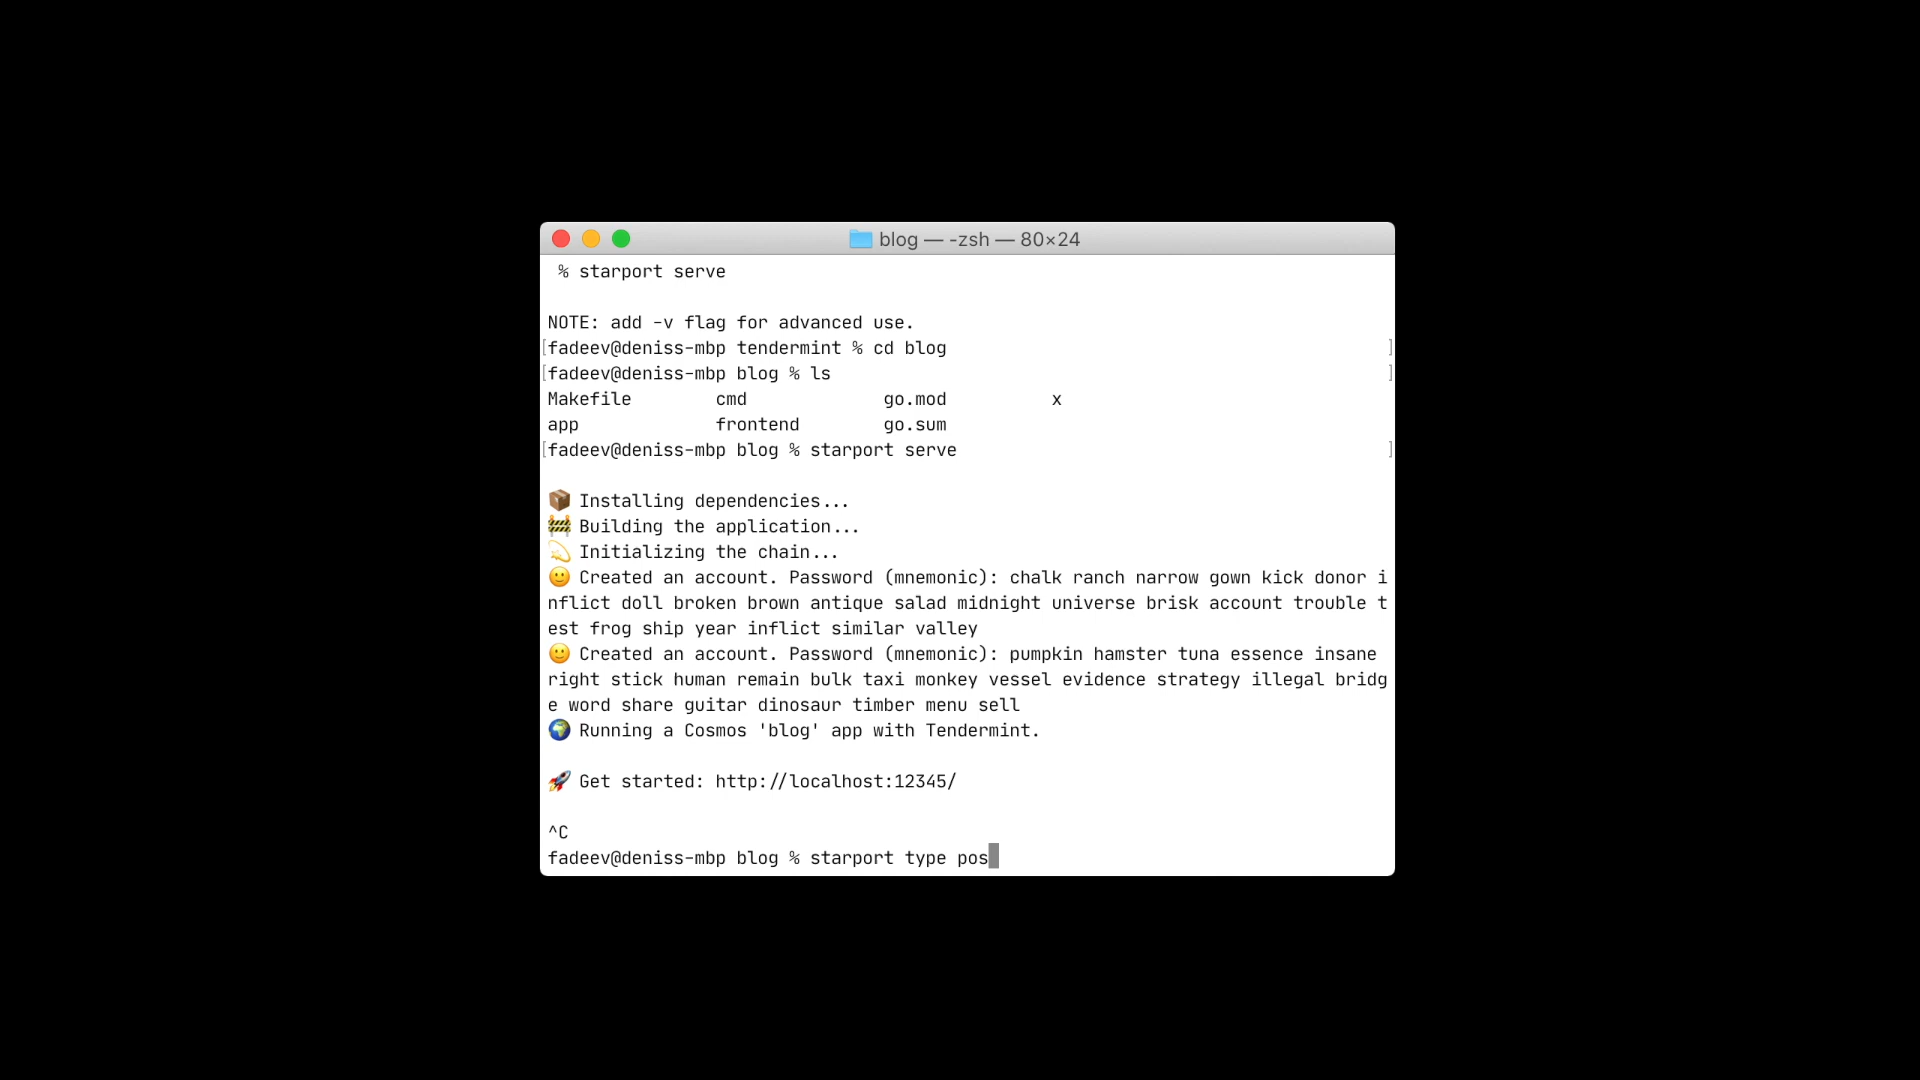 blog — -zsh — 80×24
% starport serve
NOTE: add -v flag for advanced use.
[fadeev@deniss-mbp tendermint % cd blog ]
[fadeev@deniss-mbp blog % ls ]
Makefile cmd go.mod x
app frontend go.sum
[fadeev@deniss-mbp blog % starport serve ]
📦 Installing dependencies...
🚧 Building the application...
💫 Initializing the chain...
🙂 Created an account. Password (mnemonic): chalk ranch narrow gown kick donor i
nflict doll broken brown antique salad midnight universe brisk account trouble t
est frog ship year inflict similar valley
🙂 Created an account. Password (mnemonic): pumpkin hamster tuna essence insane
right stick human remain bulk taxi monkey vessel evidence strategy illegal bridg
e word share guitar dinosaur timber menu sell
🌍 Running a Cosmos 'blog' app with Tendermint.
🚀 Get started: http://localhost:12345/
^C
fadeev@deniss-mbp blog % starport type pos